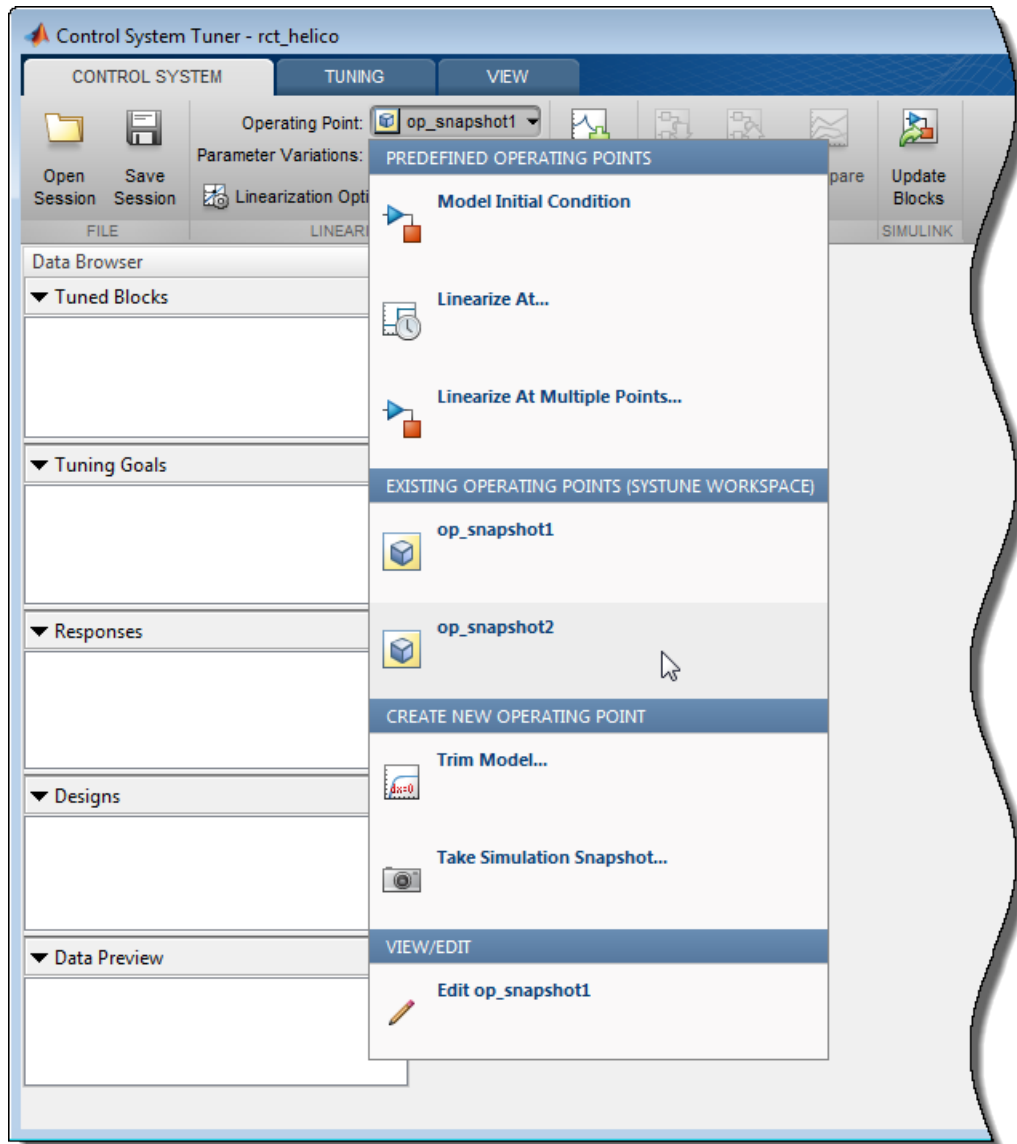 Control System Tuner - rct_helico
CONTROL SYSTEM TUNING VIEW
Operating Point: op_snapshot1
Parameter Variations:
Linearization Opti
Open
Session
Save
Session
pare
Update
Blocks
FILE LINEARI SIMULINK
PREDEFINED OPERATING POINTS
Model Initial Condition
Linearize At...
Linearize At Multiple Points...
EXISTING OPERATING POINTS (SYSTUNE WORKSPACE)
op_snapshot1
op_snapshot2
CREATE NEW OPERATING POINT
dx=0
Trim Model...
Take Simulation Snapshot...
VIEW/EDIT
Edit op_snapshot1
Data Browser
Tuned Blocks
Tuning Goals
Responses
Designs
Data Preview